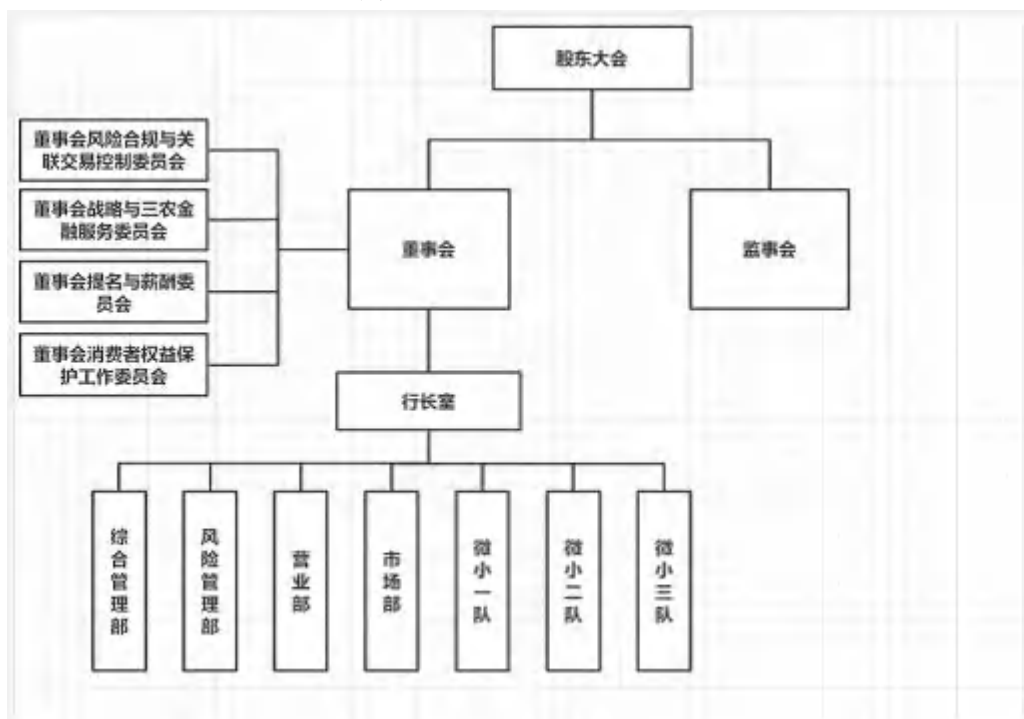 股东大会
董事会风险合规与关
联交易控制委员会
董事会战略与三农金
融服务委员会
董事会提名与薪酬委
员会
董事会消费者权益保
护工作委员会
董事会
监事会
行长室
综合管理部
风险管理部
营业部
市场部
微小一队
微小二队
微小三队